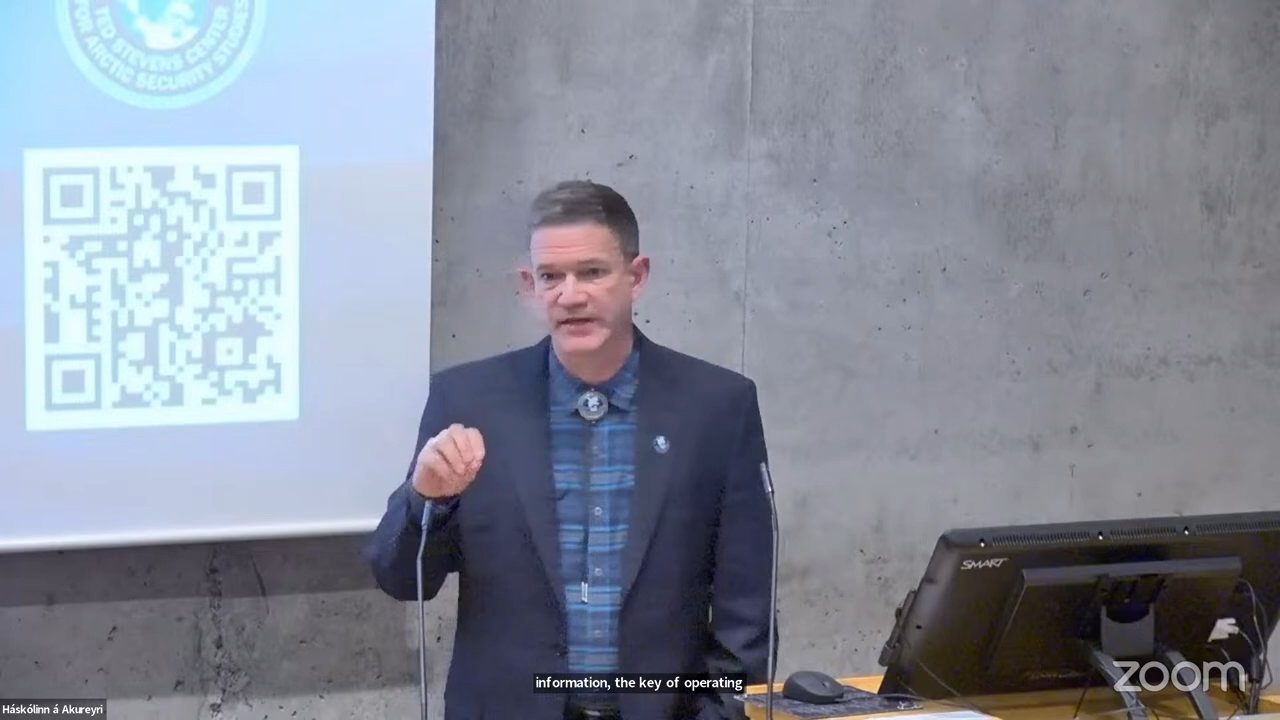 TED STEVENS CENTER
FOR ARCTIC SECURITY STUDIES
SMART
information, the key of operating
zoom
Háskólinn á Akureyri